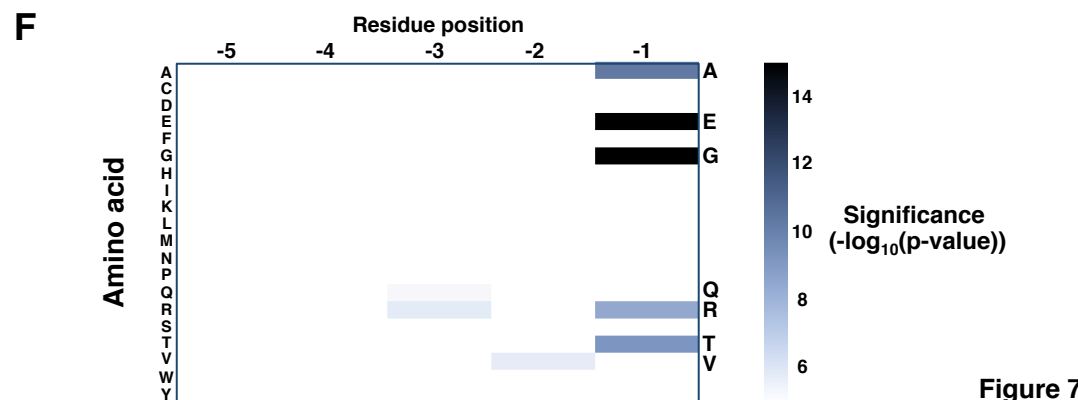 F
Residue position
-5 -4 -3 -2 -1
A A
C
D
E E
F
G G
H
I
K
L
M
N
P
Q Q
R R
S
T T
V V
W
Y
Amino acid
14
12
10
8
6
Significance
(-log10(p-value))
Figure 7